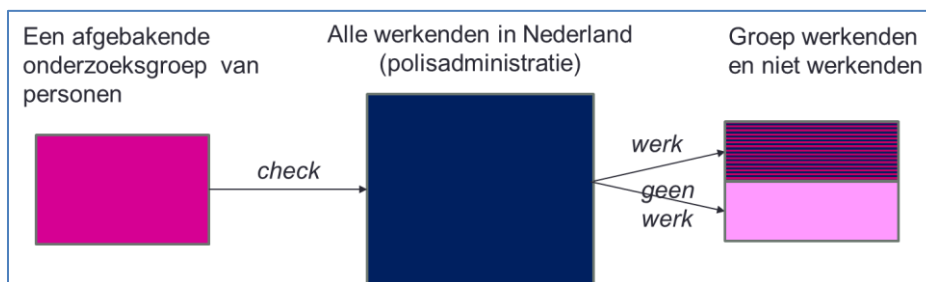 Een afgebakende
onderzoeksgroep van
personen
Alle werkenden in Nederland
(polisadministratie)
Groep werkenden
en niet werkenden
check
werk
geen
werk